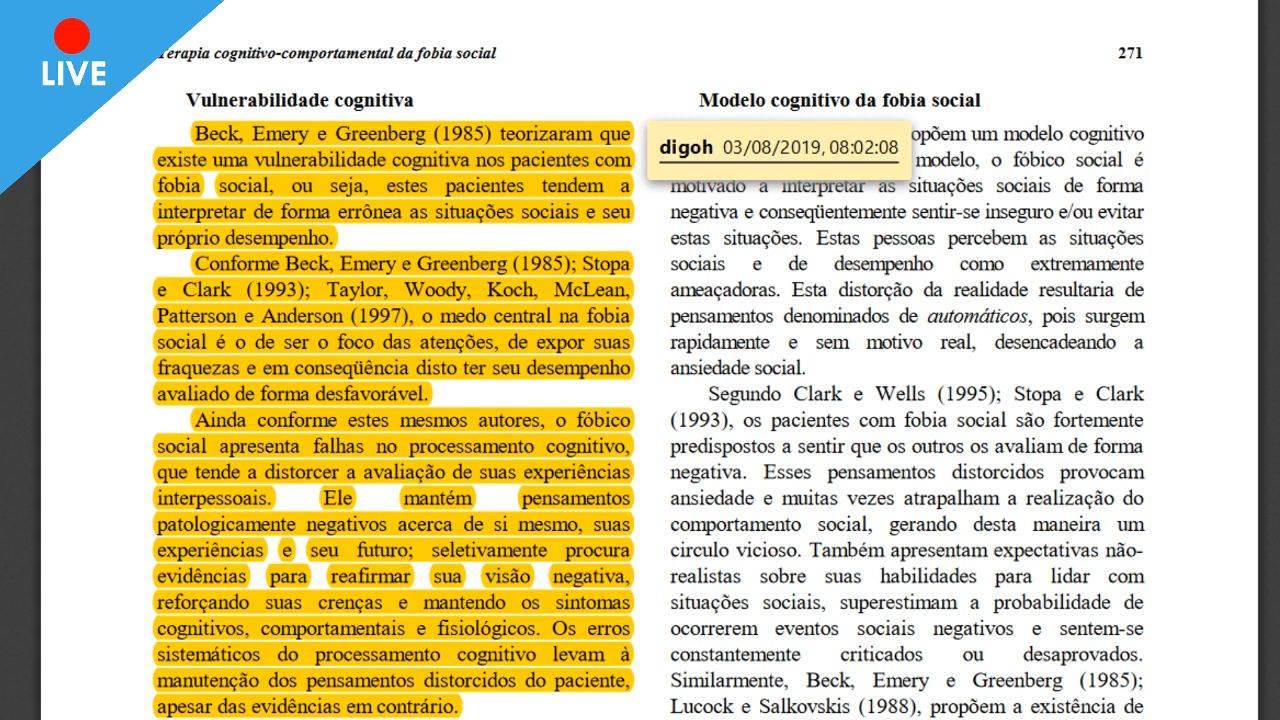 LIVE
Terapia cognitivo-comportamental da fobia social
271
Vulnerabilidade cognitiva
Beck, Emery e Greenberg (1985) teorizaram que
existe uma vulnerabilidade cognitiva nos pacientes com
fobia social, ou seja, estes pacientes tendem a
interpretar de forma errônea as situações sociais e seu
próprio desempenho.
Conforme Beck, Emery e Greenberg (1985); Stopa
e Clark (1993); Taylor, Woody, Koch, McLean,
Patterson e Anderson (1997), o medo central na fobia
social é o de ser o foco das atenções, de expor suas
fraquezas e em conseqüência disto ter seu desempenho
avaliado de forma desfavorável.
Ainda conforme estes mesmos autores, o fóbico
social apresenta falhas no processamento cognitivo,
que tende a distorcer a avaliação de suas experiências
interpessoais. Ele mantém pensamentos
patologicamente negativos acerca de si mesmo, suas
experiências e seu futuro; seletivamente procura
evidências para reafirmar sua visão negativa,
reforçando suas crenças e mantendo os sintomas
cognitivos, comportamentais e fisiológicos. Os erros
sistemáticos do processamento cognitivo levam à
manutenção dos pensamentos distorcidos do paciente,
apesar das evidências em contrário.
Modelo cognitivo da fobia social
digoh 03/08/2019, 08:02:08
opõem um modelo cognitivo
modelo, o fóbico social é
motivado a interpretar as situações sociais de forma
negativa e conseqüentemente sentir-se inseguro e/ou evitar
estas situações. Estas pessoas percebem as situações
sociais e de desempenho como extremamente
ameaçadoras. Esta distorção da realidade resultaria de
pensamentos denominados de automáticos, pois surgem
rapidamente e sem motivo real, desencadeando a
ansiedade social.
Segundo Clark e Wells (1995); Stopa e Clark
(1993), os pacientes com fobia social são fortemente
predispostos a sentir que os outros os avaliam de forma
negativa. Esses pensamentos distorcidos provocam
ansiedade e muitas vezes atrapalham a realização do
comportamento social, gerando desta maneira um
circulo vicioso. Também apresentam expectativas não-
realistas sobre suas habilidades para lidar com
situações sociais, superestimam a probabilidade de
ocorrerem eventos sociais negativos e sentem-se
constantemente criticados ou desaprovados.
Similarmente, Beck, Emery e Greenberg (1985);
Lucock e Salkovskis (1988), propõem a existência de